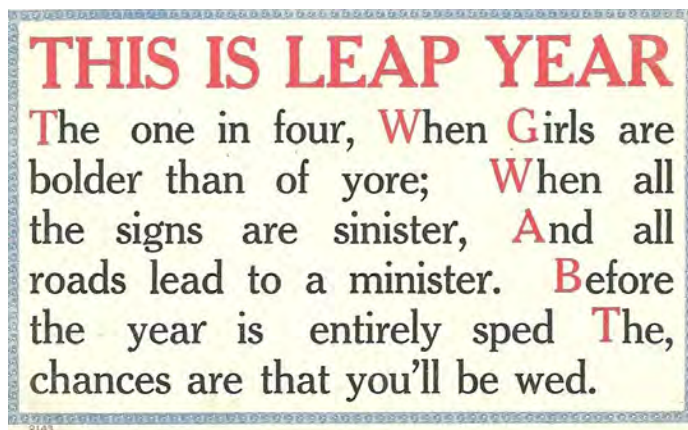 THIS IS LEAP YEAR
The one in four, When Girls are
bolder than of yore; When all
the signs are sinister, And all
roads lead to a minister. Before
the year is entirely sped The,
chances are that you'll be wed.
2143